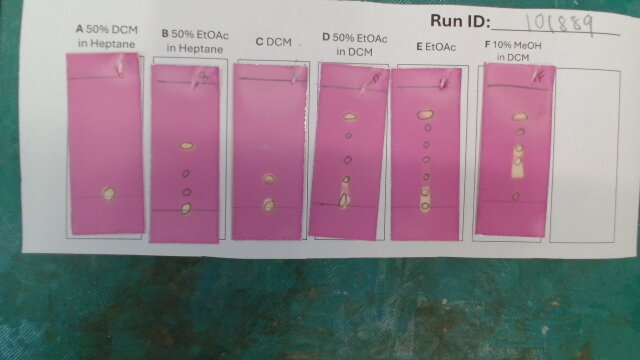 Run ID: 101889
A 50% DCM
in Heptane
B 50% EtOAc
in Heptane
C DCM
D 50% EtOAc
in DCM
E EtOAc
F 10% MeOH
in DCM